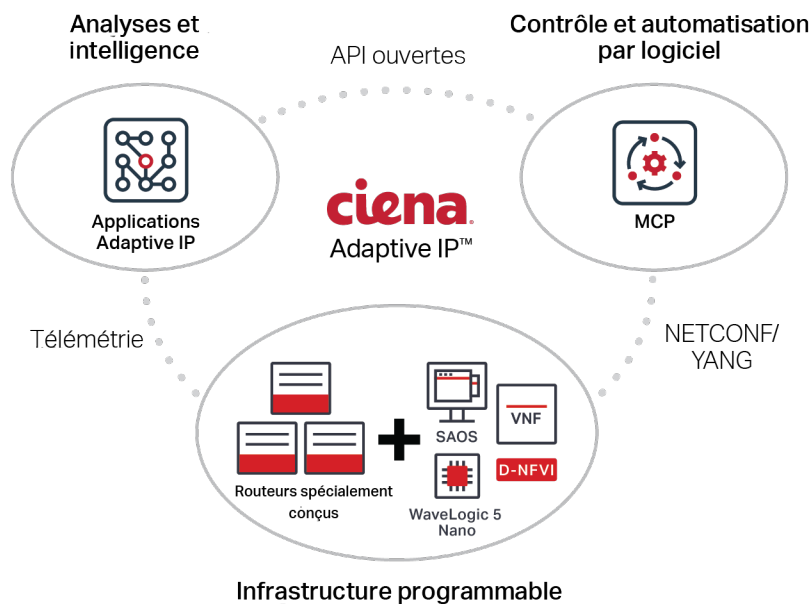 Analyses et
intelligence
API ouvertes
Contrôle et automatisation
par logiciel
Applications
Adaptive IP
ciena
Adaptive IP™
MCP
Télémétrie
NETCONF/
YANG
SAOS
VNF
D-NFVI
Routeurs spécialement
conçus
WaveLogic 5
Nano
Infrastructure programmable